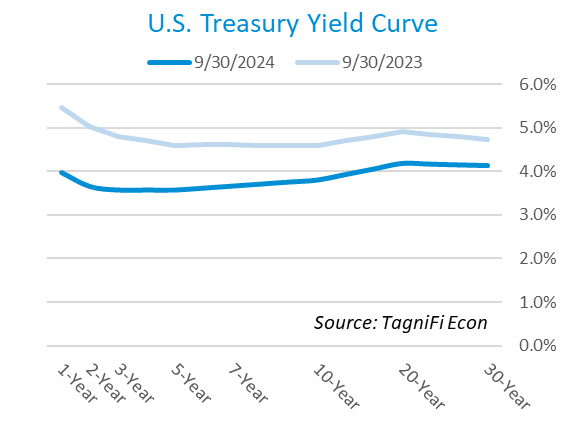 U.S. Treasury Yield Curve
9/30/2024 9/30/2023
6.0%
5.0%
4.0%
3.0%
2.0%
1.0%
Source: TagniFi Econ
0.0%
1-Year 2-Year 3-Year 5-Year 7-Year 10-Year 20-Year 30-Year